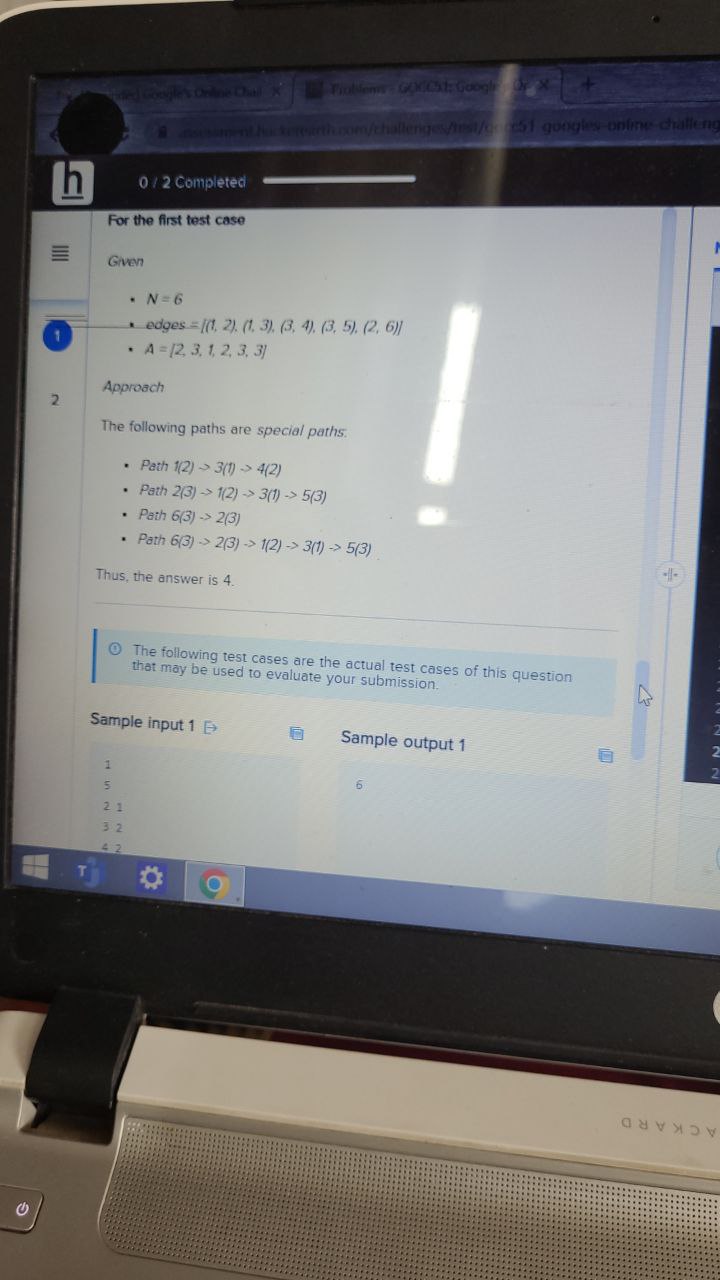 Google's Online Chall ×
Problems - GOCC51: Google's On ×
+
assessment.hackerearth.com/challenges/test/gocc51-googles-online-challeng
h
0 / 2 Completed
For the first test case
Given
• N = 6
• edges = [(1, 2), (1, 3), (3, 4), (3, 5), (2, 6)]
1
• A = [2, 3, 1, 2, 3, 3]
Approach
2
The following paths are special paths:
• Path 1(2) -> 3(1) -> 4(2)
• Path 2(3) -> 1(2) -> 3(1) -> 5(3)
• Path 6(3) -> 2(3)
• Path 6(3) -> 2(3) -> 1(2) -> 3(1) -> 5(3)
Thus, the answer is 4.
The following test cases are the actual test cases of this question
that may be used to evaluate your submission.
Sample input 1
Sample output 1
1
5
2 1
3 2
4 2
6
T
ACKARD